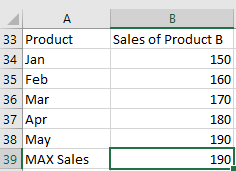 A B
33 Product Sales of Product B
34 Jan 150
35 Feb 160
36 Mar 170
37 Apr 180
38 May 190
39 MAX Sales 190